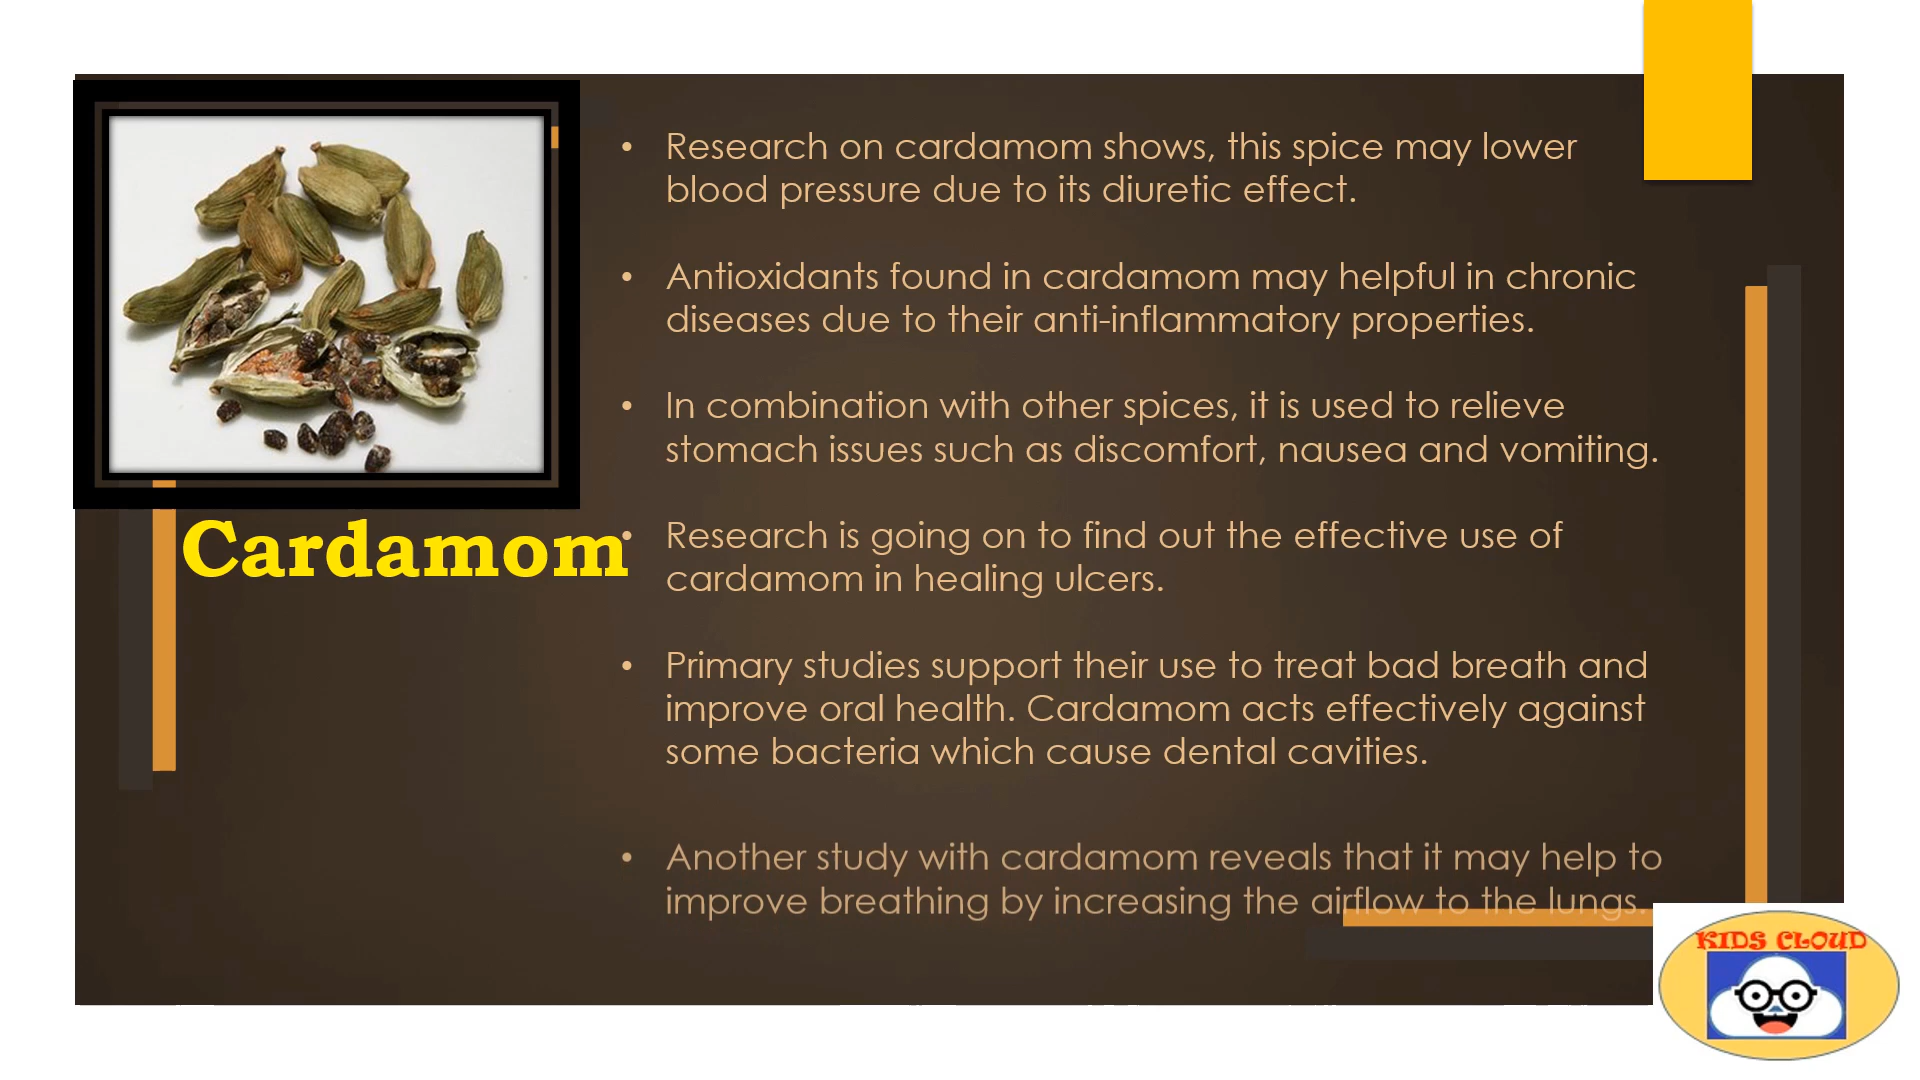 Cardamom
• Research on cardamom shows, this spice may lower
blood pressure due to its diuretic effect.
• Antioxidants found in cardamom may helpful in chronic
diseases due to their anti-inflammatory properties.
• In combination with other spices, it is used to relieve
stomach issues such as discomfort, nausea and vomiting.
• Research is going on to find out the effective use of
cardamom in healing ulcers.
• Primary studies support their use to treat bad breath and
improve oral health. Cardamom acts effectively against
some bacteria which cause dental cavities.
• Another study with cardamom reveals that it may help to
improve breathing by increasing the airflow to the lungs.
KIDS CLOUD